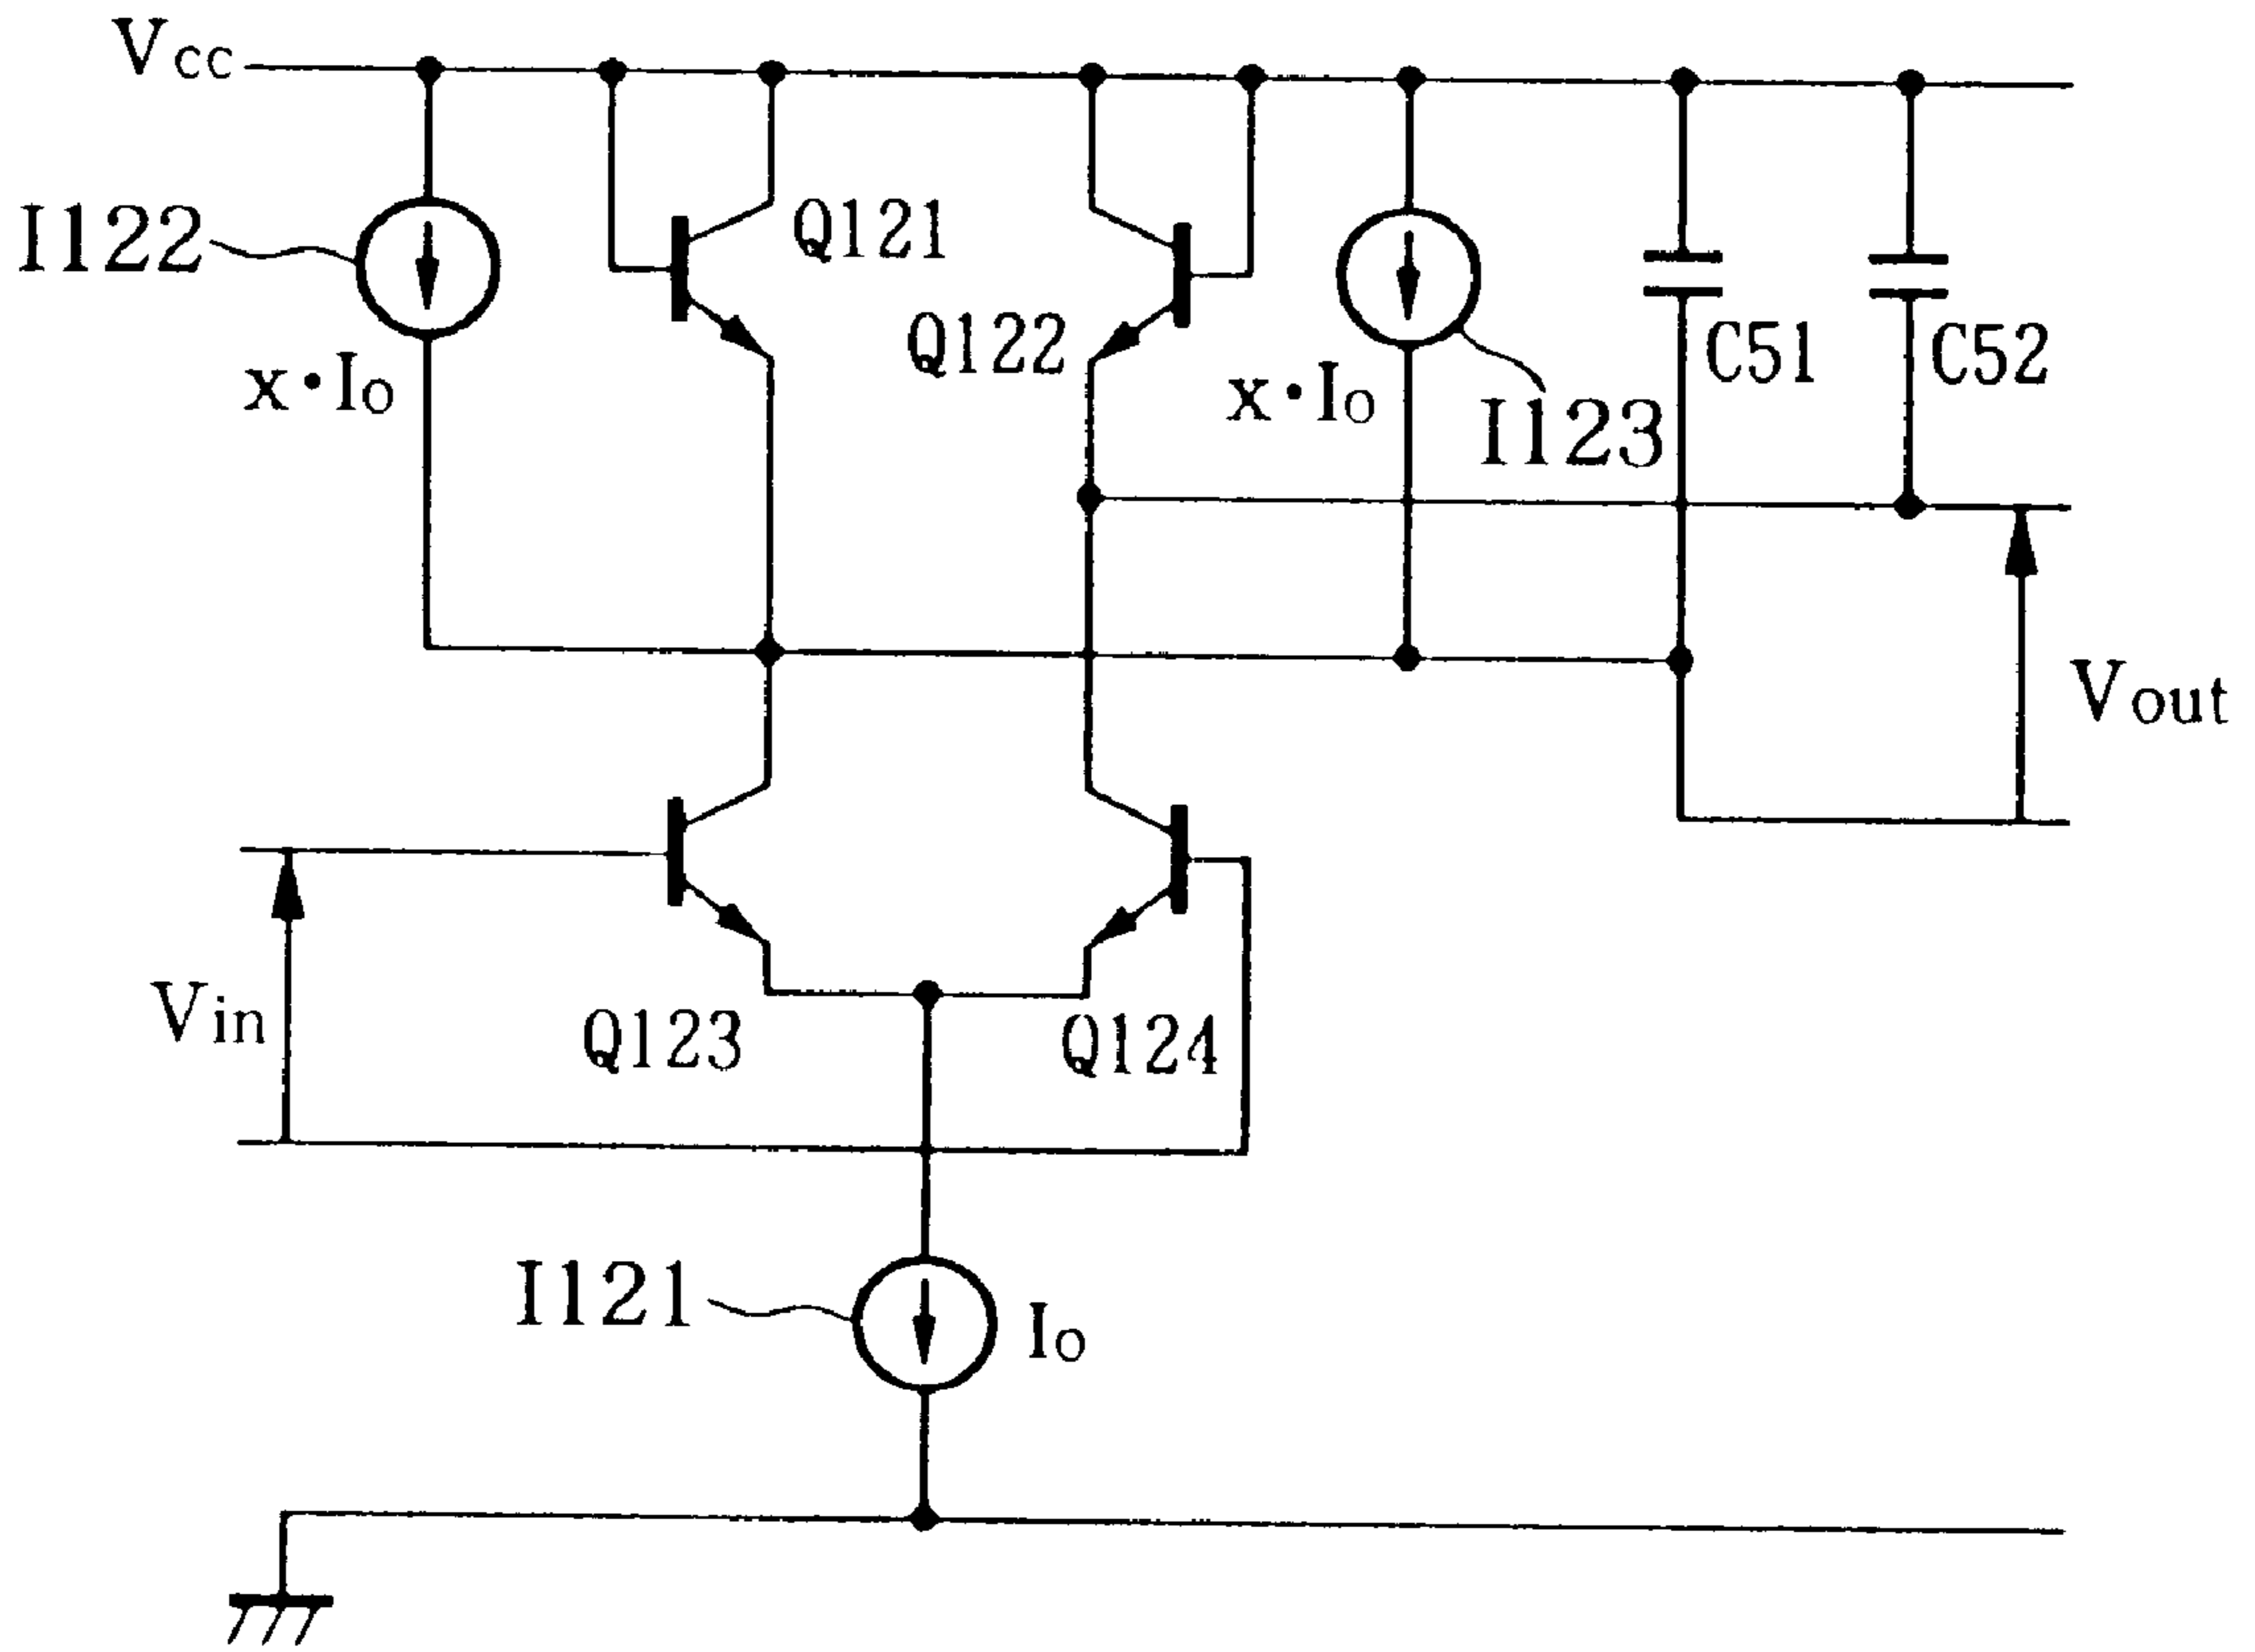 Vcc
I122
Q121
Q122
x·Io
x·Io
I123
C51
C52
Vout
Vin
Q123
Q124
I121
Io